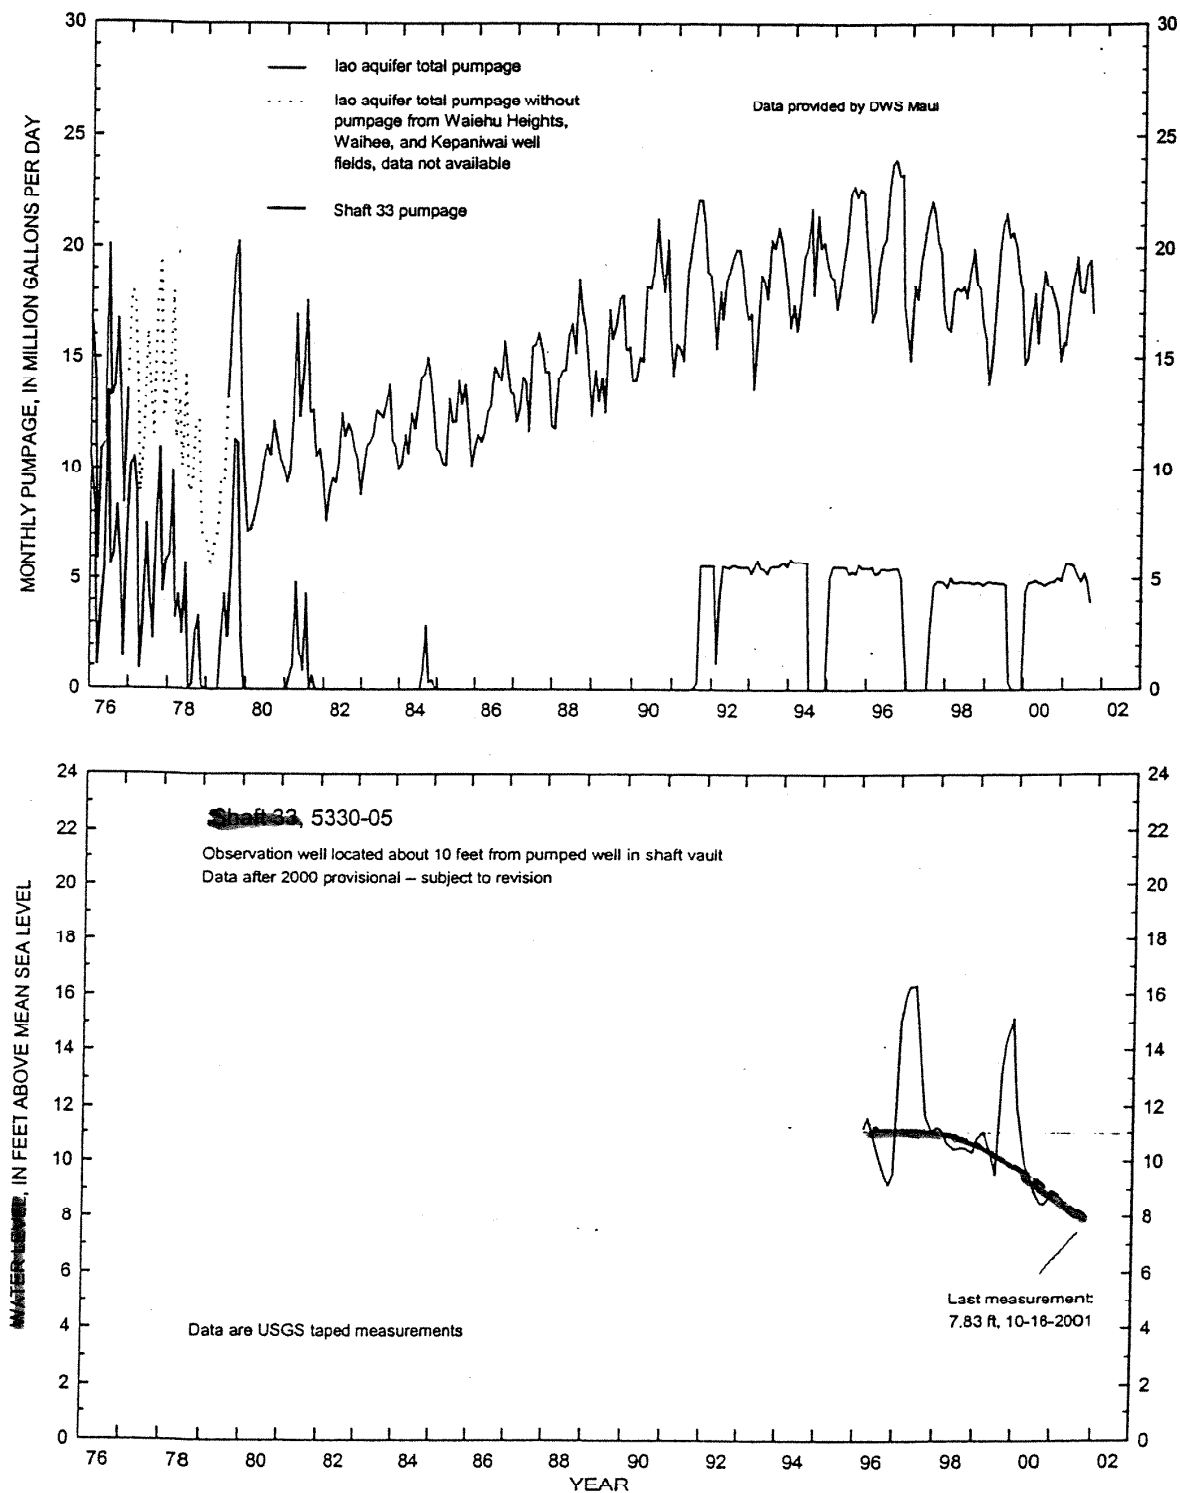 30
25
20
15
10
5
0
MONTHLY PUMPAGE, IN MILLION GALLONS PER DAY
Iao aquifer total pumpage
Iao aquifer total pumpage without
pumpage from Waiehu Heights,
Waihee, and Kepaniwai well
fields, data not available
Shaft 33 pumpage
Data provided by DWS Maui
30
25
20
15
10
5
0
76 78 80 82 84 86 88 90 92 94 96 98 00 02
24
22
20
18
16
14
12
10
8
6
4
2
0
WATER LEVEL, IN FEET ABOVE MEAN SEA LEVEL
Shaft 33, 5330-05
Observation well located about 10 feet from pumped well in shaft vault
Data after 2000 provisional – subject to revision
Last measurement
7.83 ft, 10-16-2001
Data are USGS taped measurements
24
22
20
18
16
14
12
10
8
6
4
2
0
76 78 80 82 84 86 88 90 92 94 96 98 00 02
YEAR